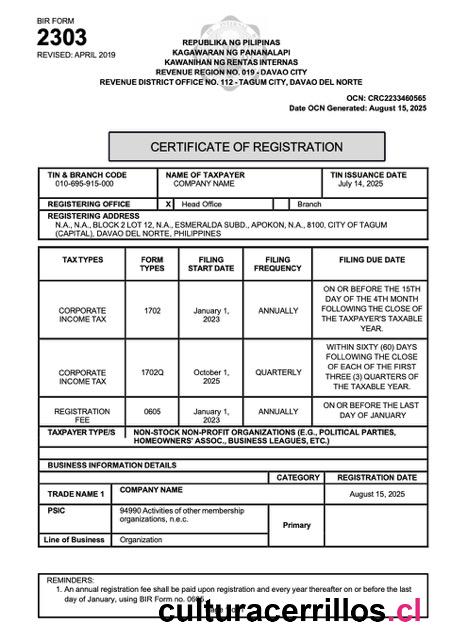 BIR FORM
2303
REVISED: APRIL 2019
REPUBLIKA NG PILIPINAS
KAGAWARAN NG PANANALAPI
KAWANIHAN NG RENTAS INTERNAS
REVENUE REGION NO. 019 - DAVAO CITY
REVENUE DISTRICT OFFICE NO. 112 - TAGUM CITY, DAVAO DEL NORTE
OCN: CRC2233460565
Date OCN Generated: August 15, 2025
CERTIFICATE OF REGISTRATION
TIN & BRANCH CODE NAME OF TAXPAYER TIN ISSUANCE DATE
010-695-915-000 COMPANY NAME July 14, 2025
REGISTERING OFFICE X Head Office Branch
REGISTERING ADDRESS
N.A., N.A., BLOCK 2 LOT 12, N.A., ESMERALDA SUBD., APOKON, N.A., 8100, CITY OF TAGUM
(CAPITAL), DAVAO DEL NORTE, PHILIPPINES
TAX TYPES FORM TYPES FILING START DATE FILING FREQUENCY FILING DUE DATE
CORPORATE INCOME TAX 1702 January 1, 2023 ANNUALLY ON OR BEFORE THE 15TH DAY OF THE 4TH MONTH FOLLOWING THE CLOSE OF THE TAXPAYER'S TAXABLE YEAR.
CORPORATE INCOME TAX 1702Q October 1, 2025 QUARTERLY WITHIN SIXTY (60) DAYS FOLLOWING THE CLOSE OF EACH OF THE FIRST THREE (3) QUARTERS OF THE TAXABLE YEAR.
REGISTRATION FEE 0605 January 1, 2023 ANNUALLY ON OR BEFORE THE LAST DAY OF JANUARY
TAXPAYER TYPE/S NON-STOCK NON-PROFIT ORGANIZATIONS (E.G., POLITICAL PARTIES,
HOMEOWNERS' ASSOC., BUSINESS LEAGUES, ETC.)
BUSINESS INFORMATION DETAILS
CATEGORY REGISTRATION DATE
TRADE NAME 1 COMPANY NAME August 15, 2025
PSIC 94990 Activities of other membership
organizations, n.e.c.
Primary
Line of Business Organization
REMINDERS:
1. An annual registration fee shall be paid upon registration and every year thereafter on or before the last
day of January, using BIR Form no.
culturacerrillos.cl